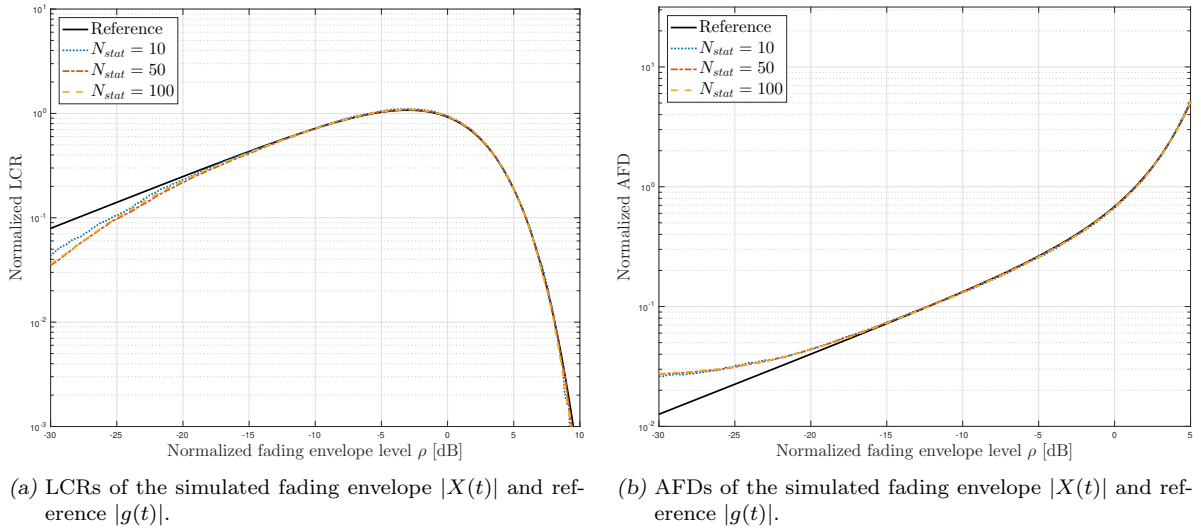 Reference
N_stat = 10
N_stat = 50
N_stat = 100
Normalized LCR
10^1
10^0
10^-1
10^-2
10^-3
-30 -25 -20 -15 -10 -5 0 5 10
Normalized fading envelope level ρ [dB]
(a) LCRs of the simulated fading envelope |X(t)| and ref-
erence |g(t)|.
Reference
N_stat = 10
N_stat = 50
N_stat = 100
Normalized AFD
10^1
10^0
10^-1
10^-2
-30 -25 -20 -15 -10 -5 0 5
Normalized fading envelope level ρ [dB]
(b) AFDs of the simulated fading envelope |X(t)| and ref-
erence |g(t)|.